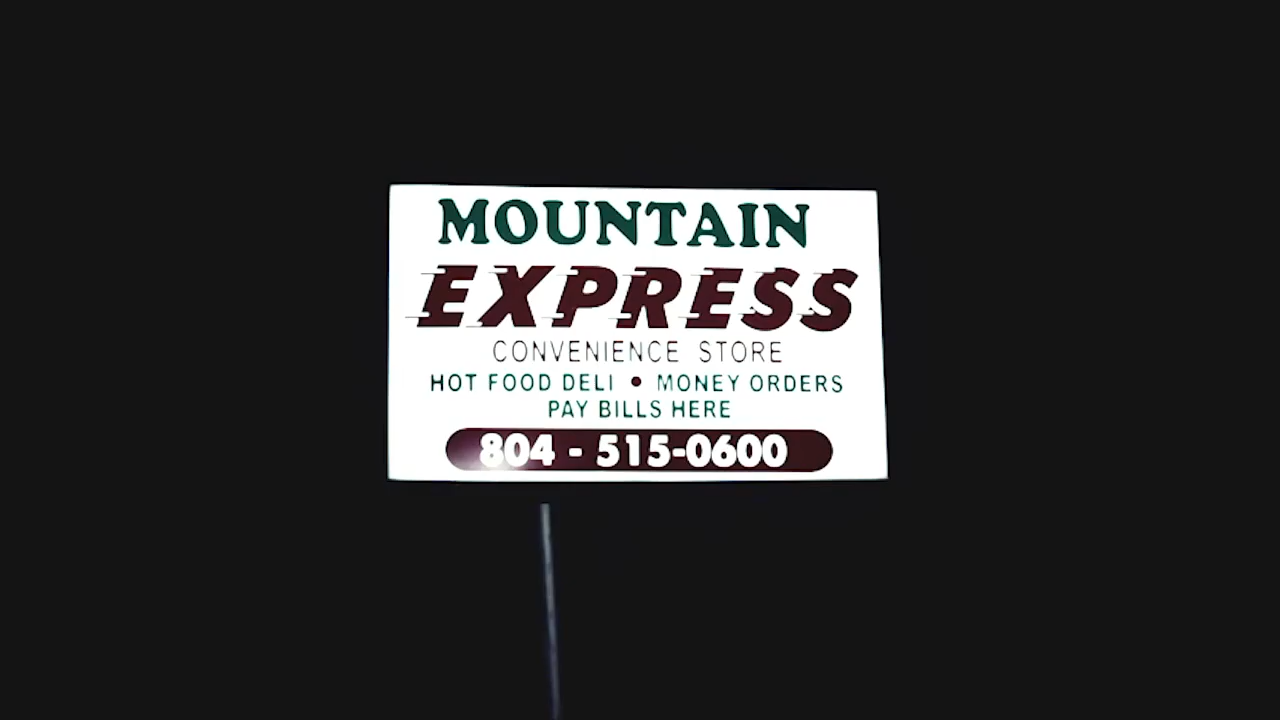 MOUNTAIN
EXPRESS
CONVENIENCE STORE
HOT FOOD DELI • MONEY ORDERS
PAY BILLS HERE
804 - 515-0600